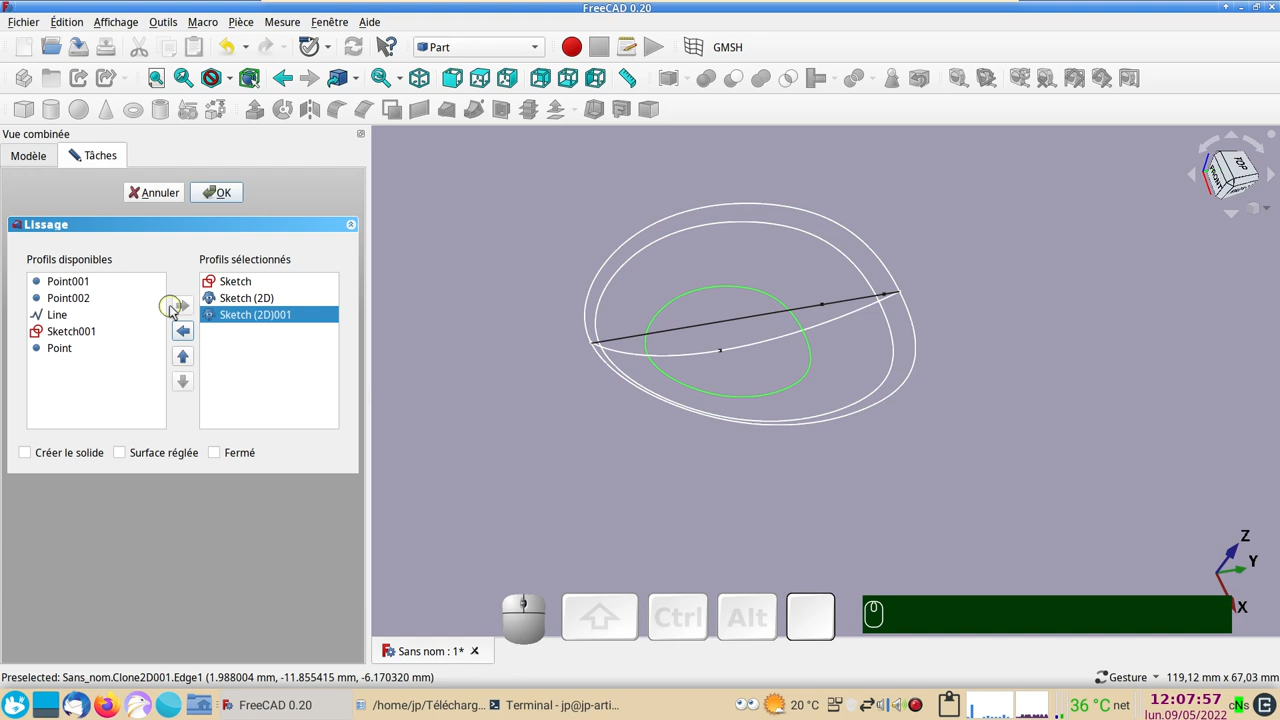 FreeCAD 0.20
Fichier Édition Affichage Outils Macro Pièce Mesure Fenêtre Aide
Part GMSH
Vue combinée
Modèle Tâches
Annuler OK
Lissage
Profils disponibles Profils sélectionnés
Point001 Sketch
Point002 Sketch (2D)
Line Sketch (2D)001
Sketch001
Point
Créer le solide Surface réglée Fermé
TOP
FRONT
Z
Y
X
Ctrl Alt
Sans nom : 1*
Preselected: Sans_nom.Clone2D001.Edge1 (1.988004 mm, -11.855415 mm, -6.170320 mm) Gesture 119,12 mm x 67,03 mm
FreeCAD 0.20 /home/jp/Télécharg... Terminal - jp@jp-arti... 20 °C 36 °C net 12:07:57
lun.09/05/2022